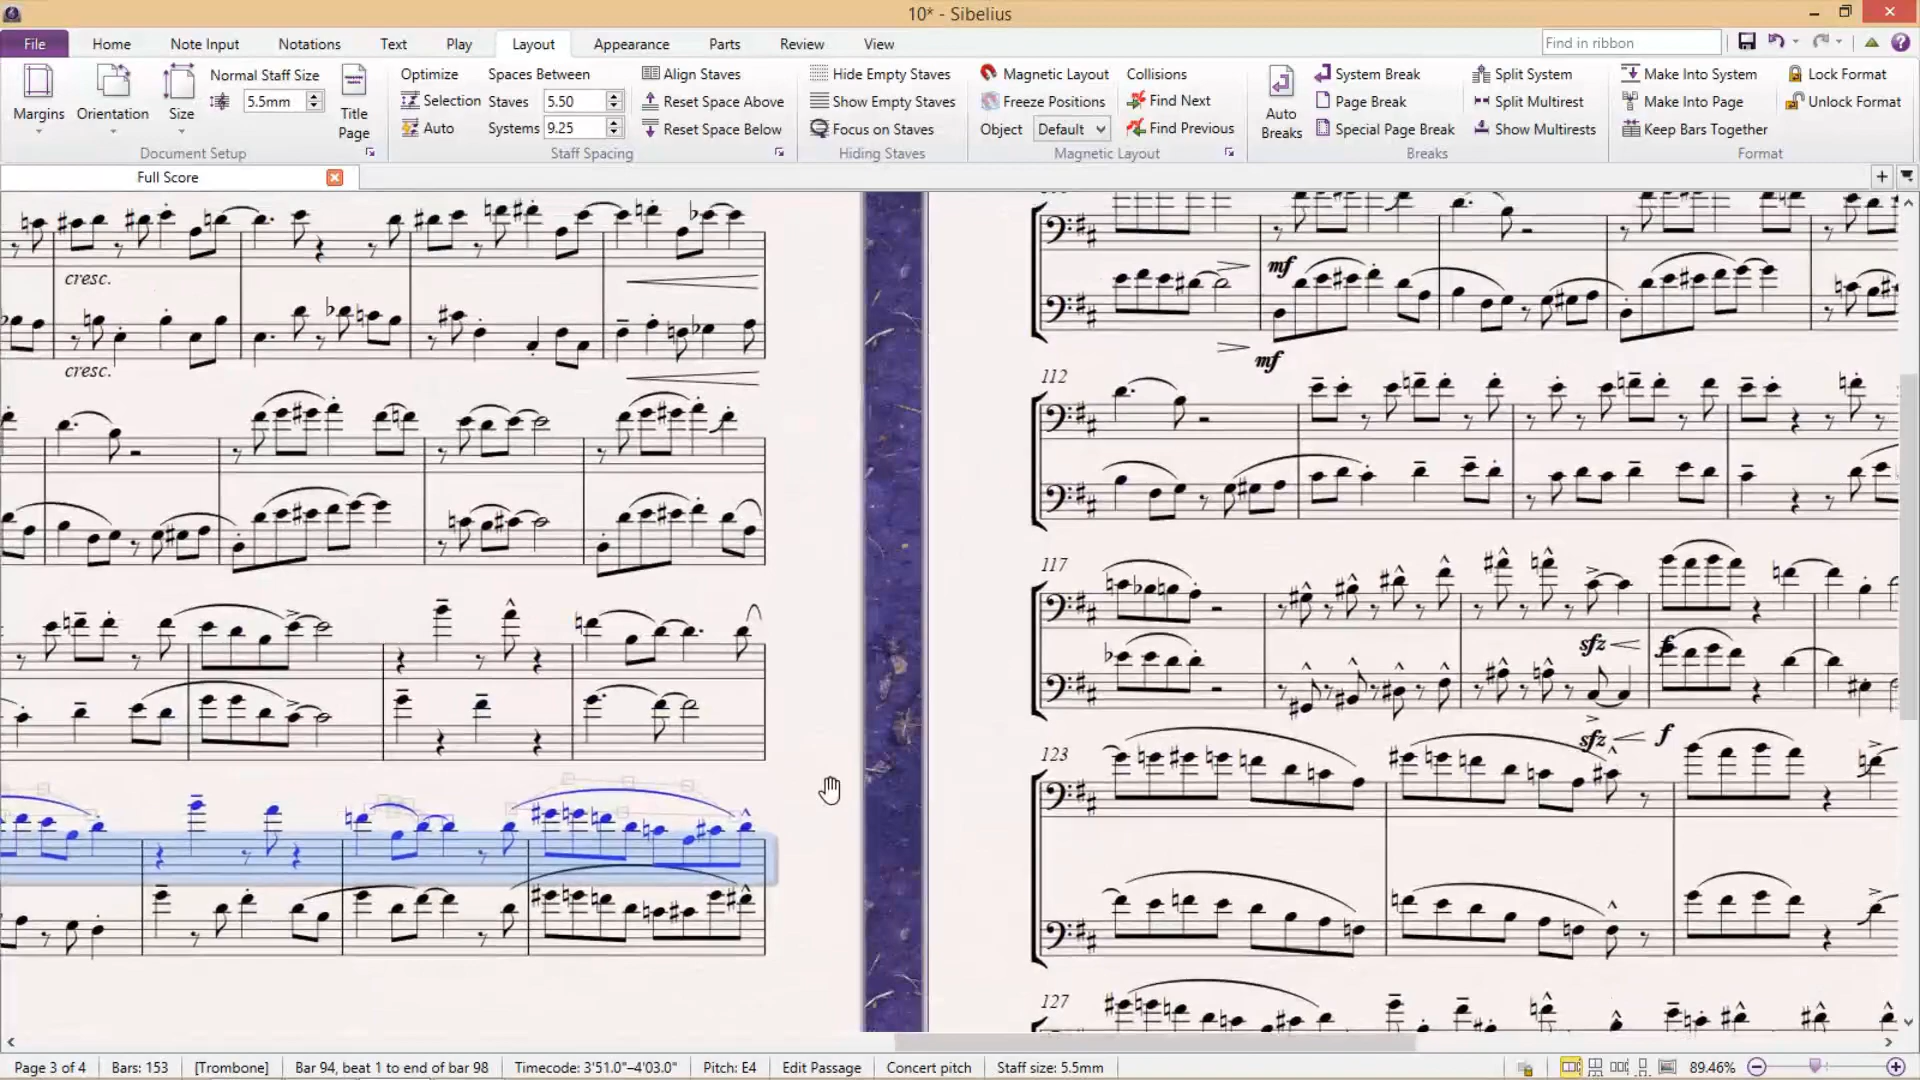 10* - Sibelius
File Home Note Input Notations Text Play Layout Appearance Parts Review View Find in ribbon
Margins
Orientation
Size
Normal Staff Size
5.5mm
Title
Page
Document Setup
Optimize
Selection
Auto
Spaces Between
Staves 5.50
Systems 9.25
Staff Spacing
Align Staves
Reset Space Above
Reset Space Below
Hide Empty Staves
Show Empty Staves
Focus on Staves
Hiding Staves
Magnetic Layout
Freeze Positions
Object Default
Collisions
Find Next
Find Previous
Magnetic Layout
Auto
Breaks
System Break
Page Break
Special Page Break
Split System
Split Multirest
Show Multirests
Breaks
Make Into System
Make Into Page
Keep Bars Together
Lock Format
Unlock Format
Format
Full Score
cresc.
cresc.
mf
mf
112
117
sfz f
sfz f
123
127
Page 3 of 4 Bars: 153 [Trombone] Bar 94, beat 1 to end of bar 98 Timecode: 3'51.0"–4'03.0" Pitch: E4 Edit Passage Concert pitch Staff size: 5.5mm 89.46%